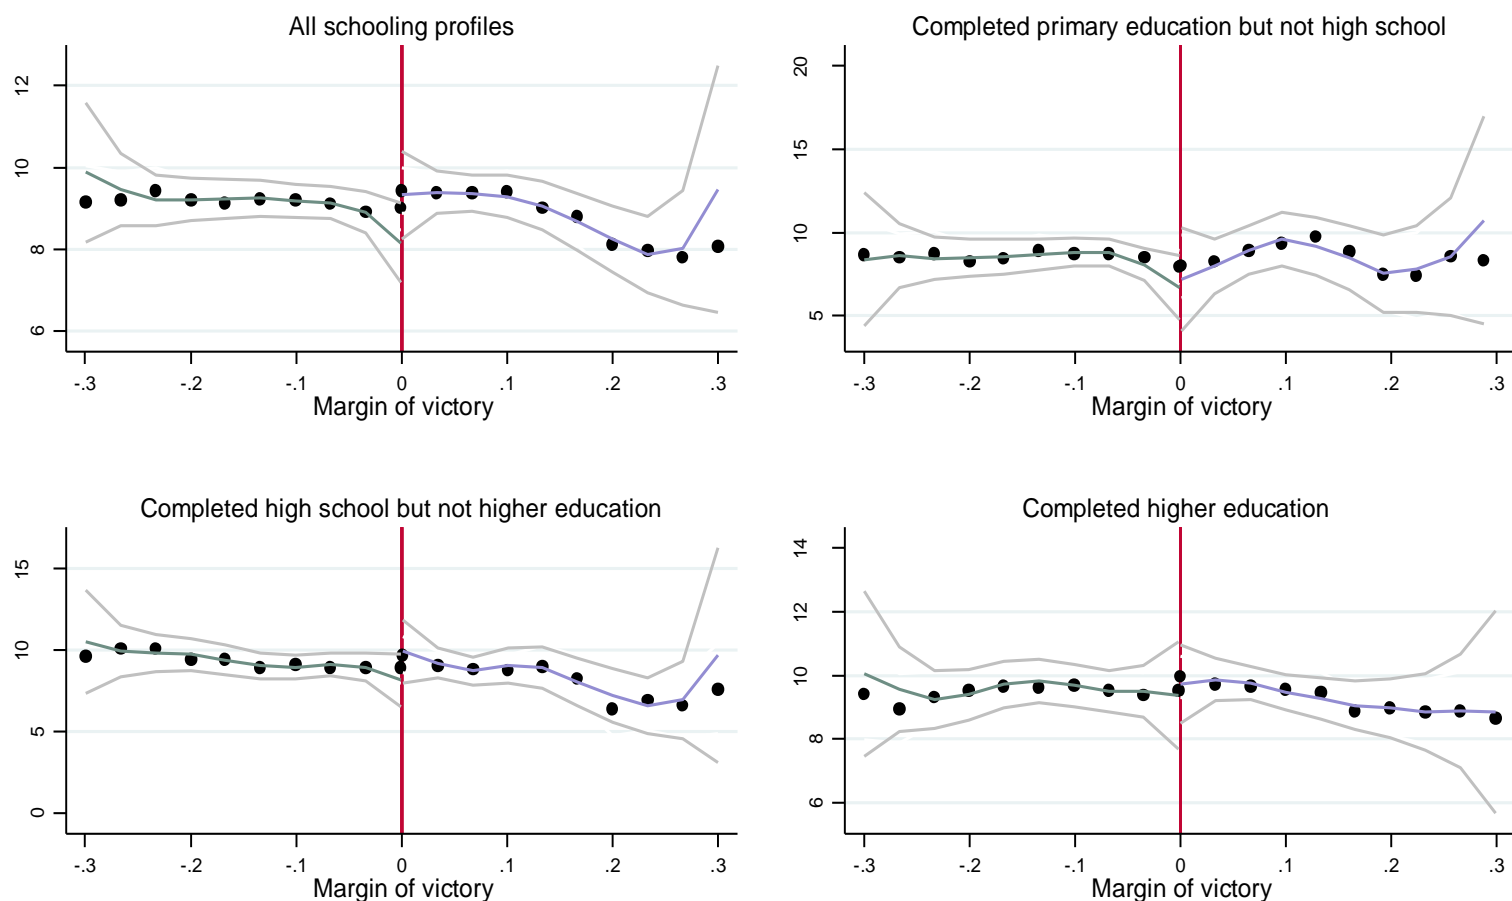 All schooling profiles
12
10
8
6
-.3 -.2 -.1 0 .1 .2 .3
Margin of victory
Completed primary education but not high school
20
15
10
5
-.3 -.2 -.1 0 .1 .2 .3
Margin of victory
Completed high school but not higher education
15
10
5
0
-.3 -.2 -.1 0 .1 .2 .3
Margin of victory
Completed higher education
14
12
10
8
6
-.3 -.2 -.1 0 .1 .2 .3
Margin of victory